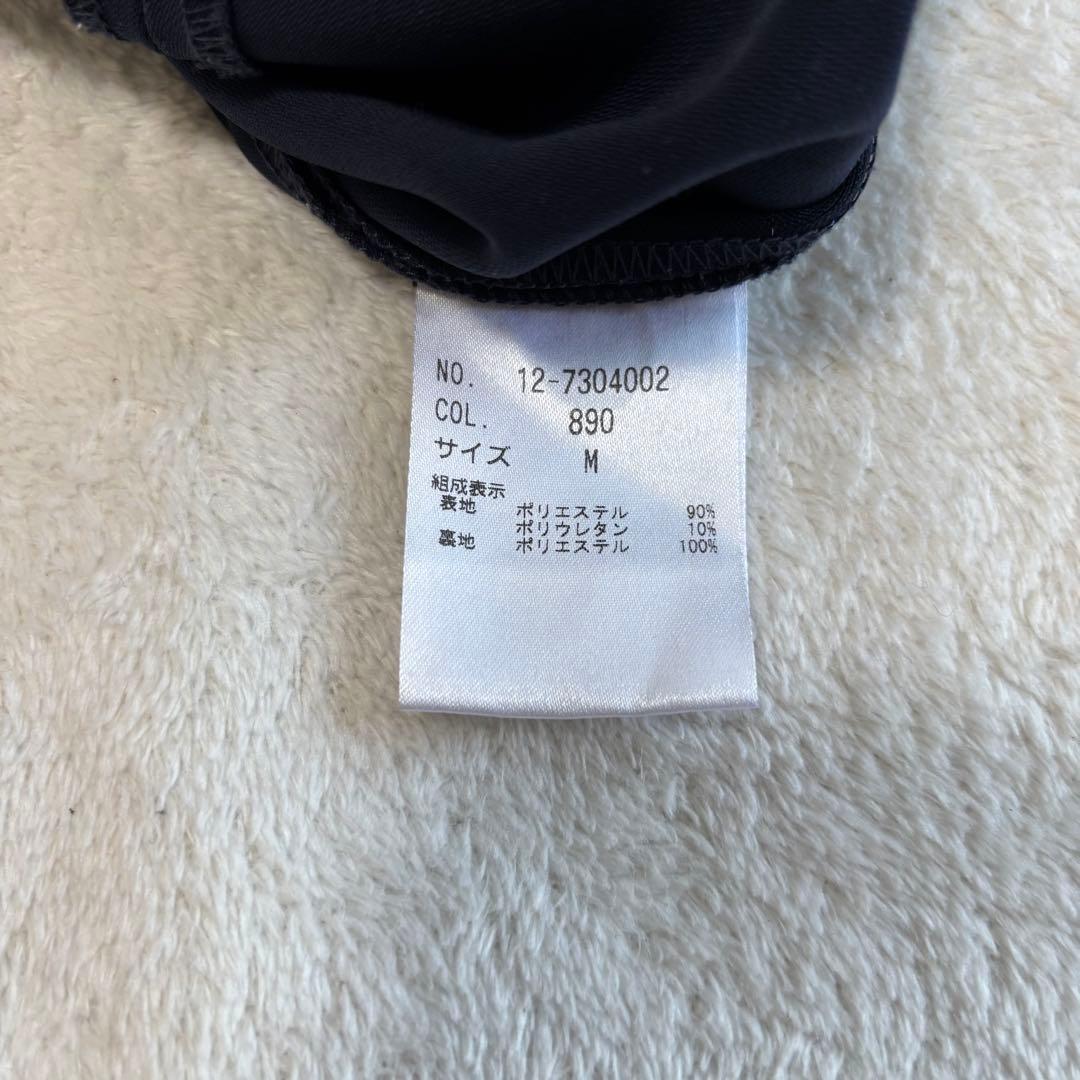 NO. 12-7304002
COL. 890
サイズ M
組成表示
表地 ポリエステル 90%
ポリウレタン 10%
裏地 ポリエステル 100%